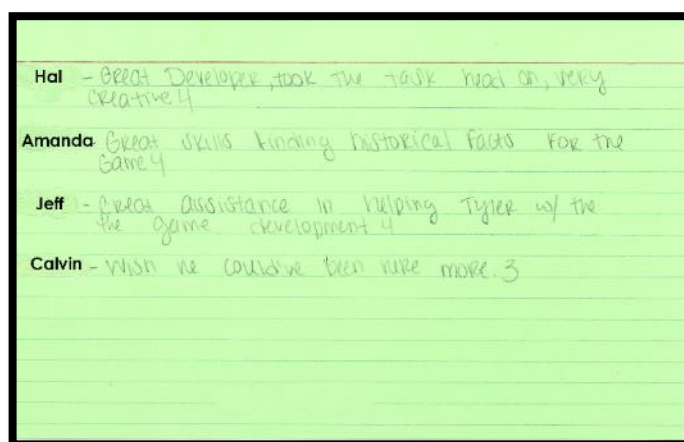 Hal - Great Developer, took the task head on, very
creative 4
Amanda Great skills finding historical facts for the
Game 4
Jeff - Great assistance in helping Tyler w/ the
the game development 4
Calvin - wish he could've been here more. 3